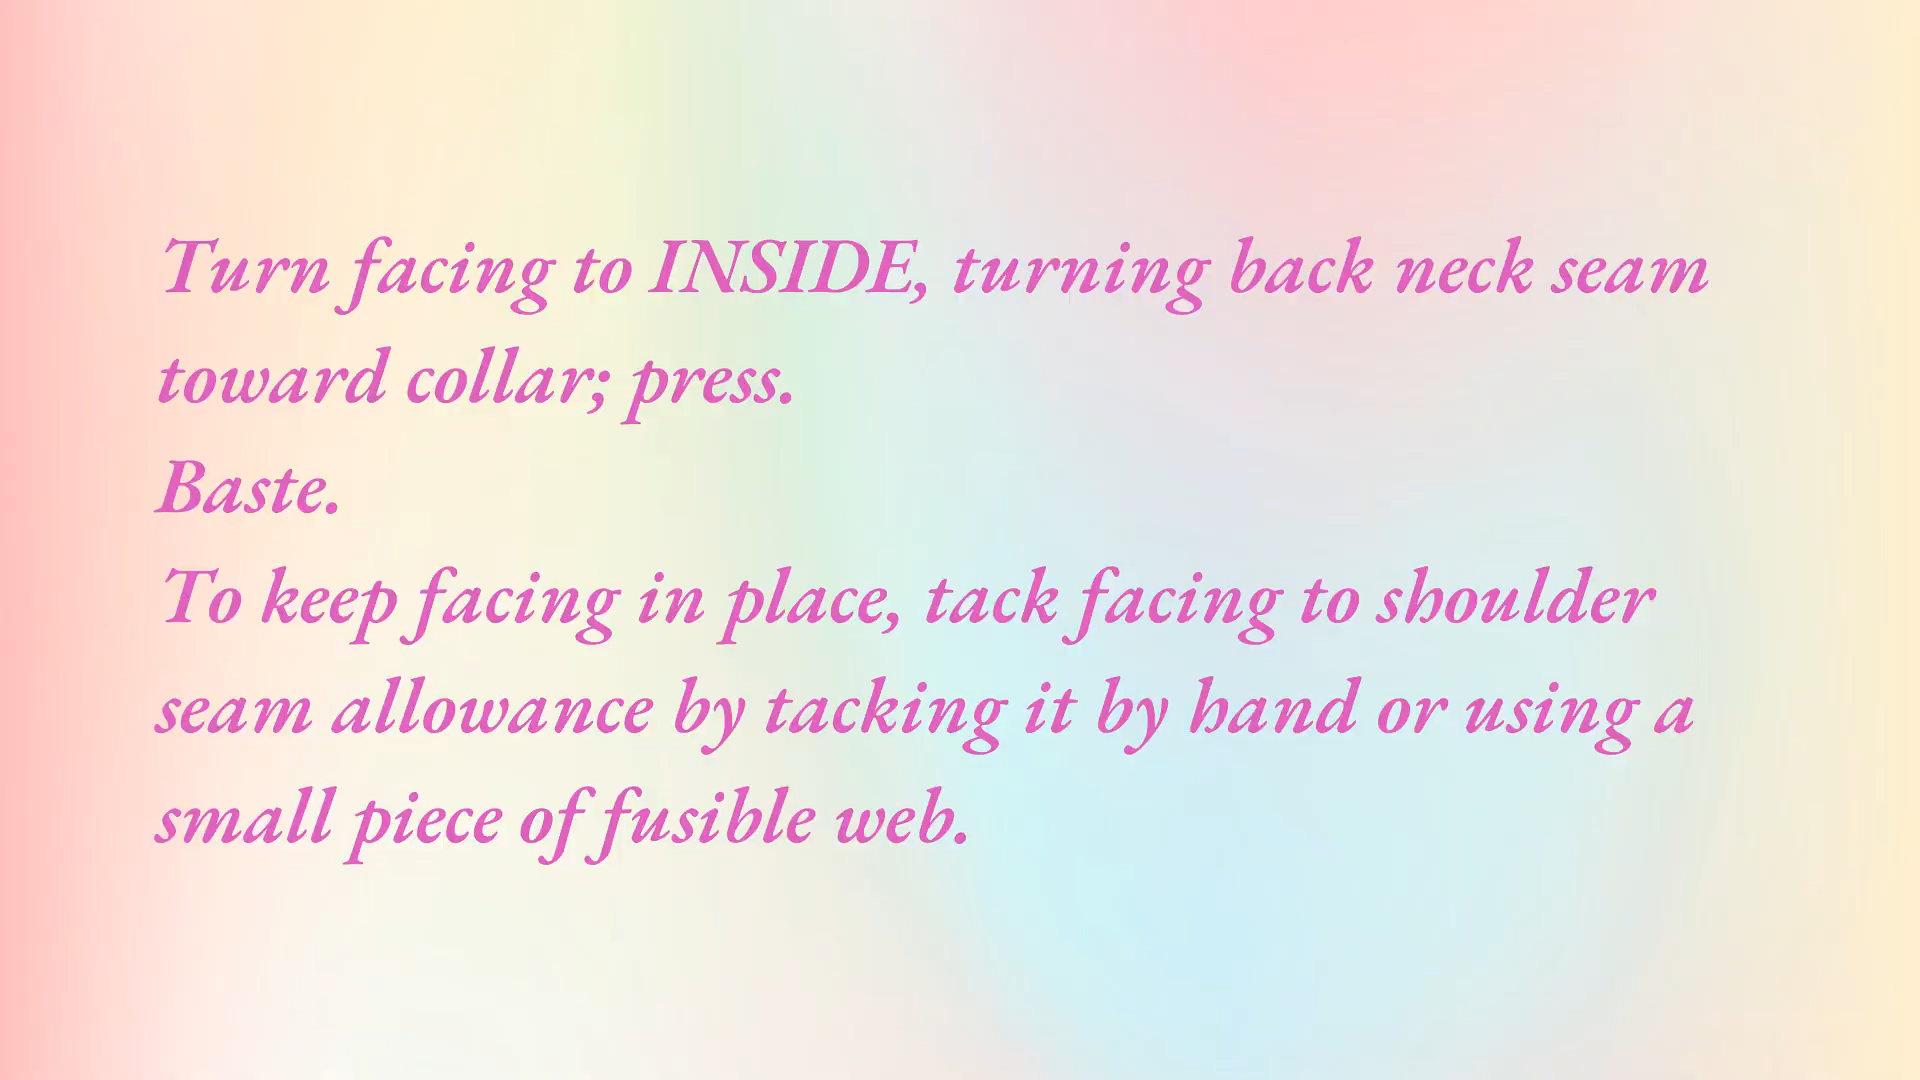 Turn facing to INSIDE, turning back neck seam
toward collar; press.
Baste.
To keep facing in place, tack facing to shoulder
seam allowance by tacking it by hand or using a
small piece of fusible web.